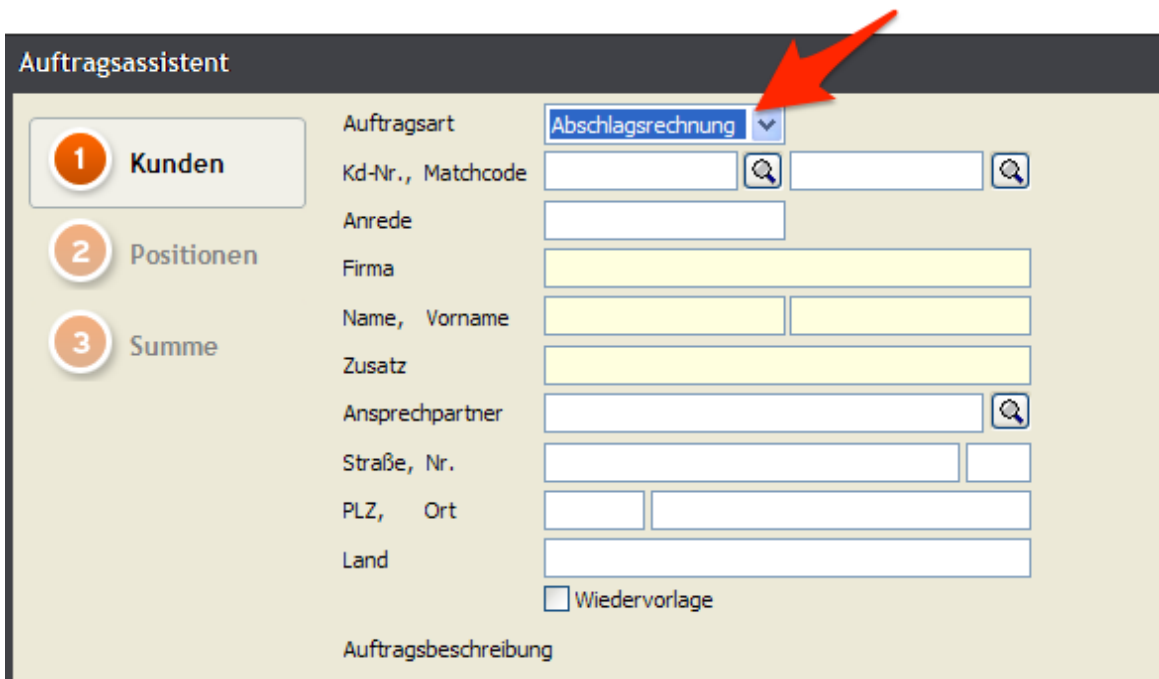 Auftragsassistent
1 Kunden
2 Positionen
3 Summe
Auftragsart Abschlagsrechnung
Kd-Nr., Matchcode
Anrede
Firma
Name, Vorname
Zusatz
Ansprechpartner
Straße, Nr.
PLZ, Ort
Land
Wiedervorlage
Auftragsbeschreibung